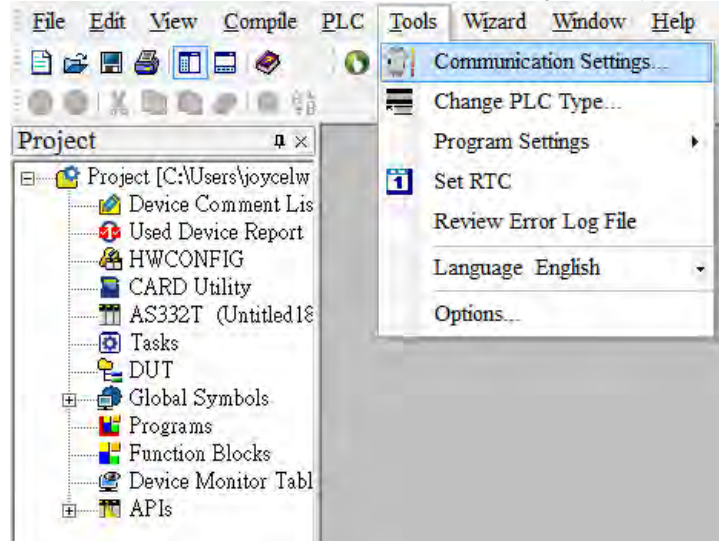 File Edit View Compile PLC Tools Wizard Window Help
Communication Settings...
Change PLC Type...
Program Settings
1 Set RTC
Review Error Log File
Language English
Options...
Project
Project [C:\Users\joycelw
Device Comment Lis
Used Device Report
HWCONFIG
CARD Utility
AS332T (Untitled18
Tasks
DUT
Global Symbols
Programs
Function Blocks
Device Monitor Tabl
APIs